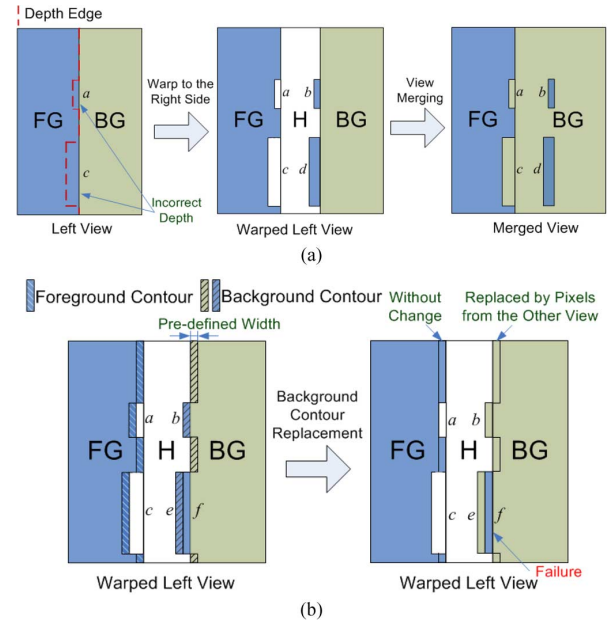 Depth Edge
FG
a
BG
c
Incorrect
Depth
Left View
Warp to the
Right Side
FG
a
b
H
BG
c
d
Warped Left View
View
Merging
FG
a
b
BG
c
d
Merged View
(a)
Foreground Contour
Background Contour
Pre-defined Width
FG
a
b
H
BG
c
e
f
Warped Left View
Background
Contour
Replacement
Without
Change
Replaced by Pixels
from the Other View
FG
a
b
H
BG
c
e
f
Failure
Warped Left View
(b)